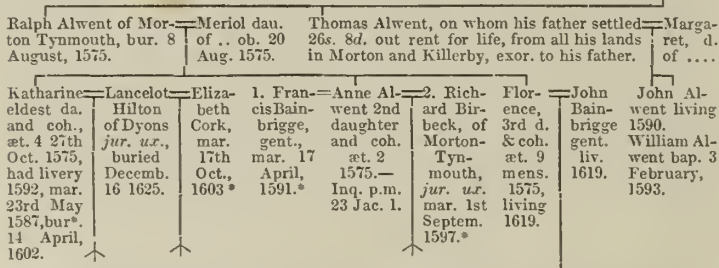 Ralph Alwent of Mor-
ton Tynmouth, bur. 8
August, 1575.
Meriol dau.
of .. ob. 20
Aug. 1575.
Thomas Alwent, on whom his father settled
26s. 8d. out rent for life, from all his lands
in Morton and Killerby, exor. to his father.
Marga-
ret, d.
of ....
Katharine
eldest da.
and coh.,
æt. 4 27th
Oct. 1575,
had livery
1592, mar.
23rd May
1587,bur*.
14 April,
1602.
Lancelot
Hilton
of Dyons
jur. ux.,
buried
Decemb.
16 1625.
Eliza-
beth
Cork,
mar.
17th
Oct.,
1603 *
1. Fran-
cisBain-
brigge,
gent.,
mar. 17
April,
1591.*
Anne Al-
went 2nd
daughter
and coh.
æt. 2
1575.—
Inq. p.m.
23 Jac. 1.
2. Rich-
ard Bir-
beck, of
Morton-
Tyn-
mouth,
jur. ux.
mar. 1st
Septem.
1597.*
Flor-
ence,
3rd d.
& coh.
æt. 9
mens.
1575,
living
1619.
John
Bain-
brigge
gent.
liv.
1619.
John Al-
went living
1590.
William Al-
went bap. 3
February,
1593.